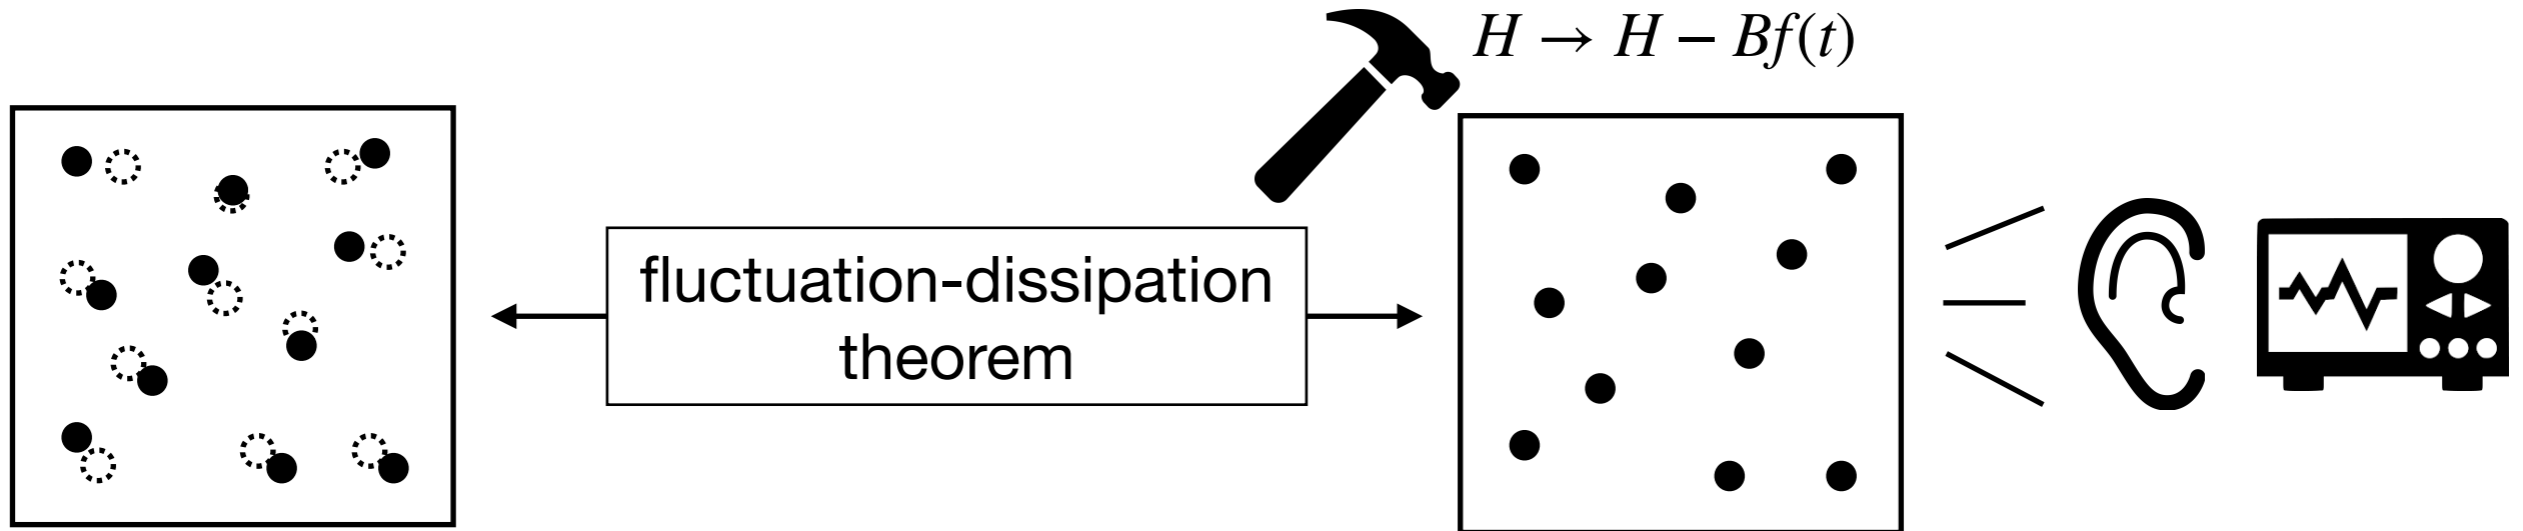 H → H − Bf(t)
fluctuation-dissipation
theorem